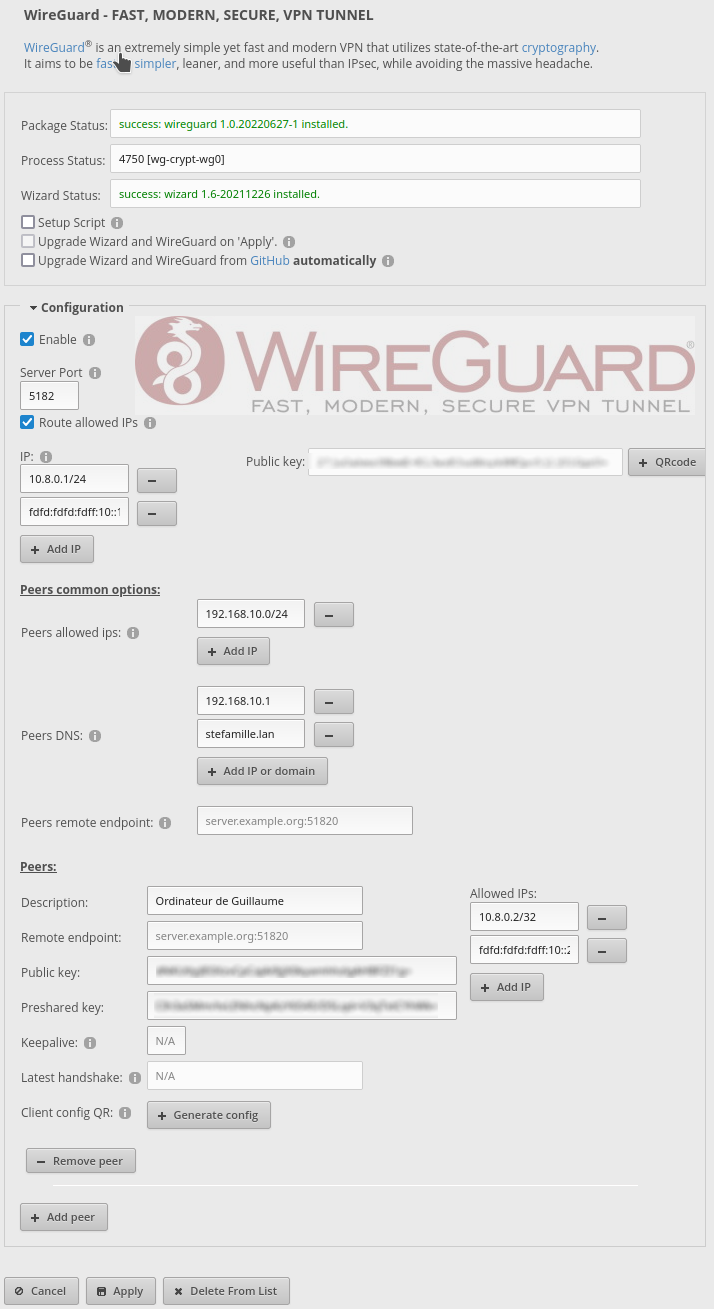 WireGuard - FAST, MODERN, SECURE, VPN TUNNEL
WireGuard® is an extremely simple yet fast and modern VPN that utilizes state-of-the-art cryptography.
It aims to be simpler, leaner, and more useful than IPsec, while avoiding the massive headache.
Package Status: success: wireguard 1.0.20220627-1 installed.
Process Status: 4750 [wg-crypt-wg0]
Wizard Status: success: wizard 1.6-20211226 installed.
Setup Script
Upgrade Wizard and WireGuard on 'Apply'.
Upgrade Wizard and WireGuard from GitHub automatically
Configuration
Enable
WIREGUARD®
FAST, MODERN, SECURE VPN TUNNEL
Server Port
5182
Route allowed IPs
IP:
Public key:
+ QRcode
10.8.0.1/24
fdfd:fdfd:fdff:10::1
+ Add IP
Peers common options:
192.168.10.0/24
Peers allowed ips:
+ Add IP
192.168.10.1
Peers DNS:
stefamille.lan
+ Add IP or domain
Peers remote endpoint: server.example.org:51820
Peers:
Description: Ordinateur de Guillaume
Allowed IPs:
10.8.0.2/32
Remote endpoint: server.example.org:51820
fdfd:fdfd:fdff:10::2
Public key:
+ Add IP
Preshared key:
Keepalive: N/A
Latest handshake: N/A
Client config QR: + Generate config
− Remove peer
+ Add peer
Cancel
Apply
Delete From List